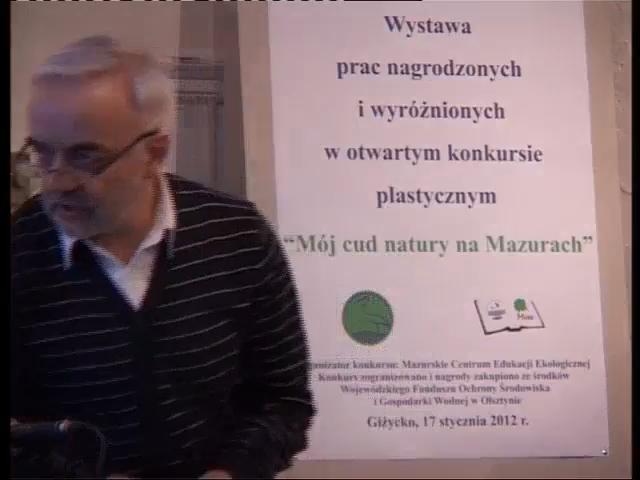 Wystawa
prac nagrodzonych
i wyróżnionych
w otwartym konkursie
plastycznym
“Mój cud natury na Mazurach”
konkursu: Mazurskie Centrum Edukacji Ekologicznej
Konkurs zorganizowano i nagrody zakupiono ze środków
Wojewódzkiego Funduszu Ochrony Środowiska
i Gospodarki Wodnej w Olsztynie
Giżycko, 17 stycznia 2012 r.